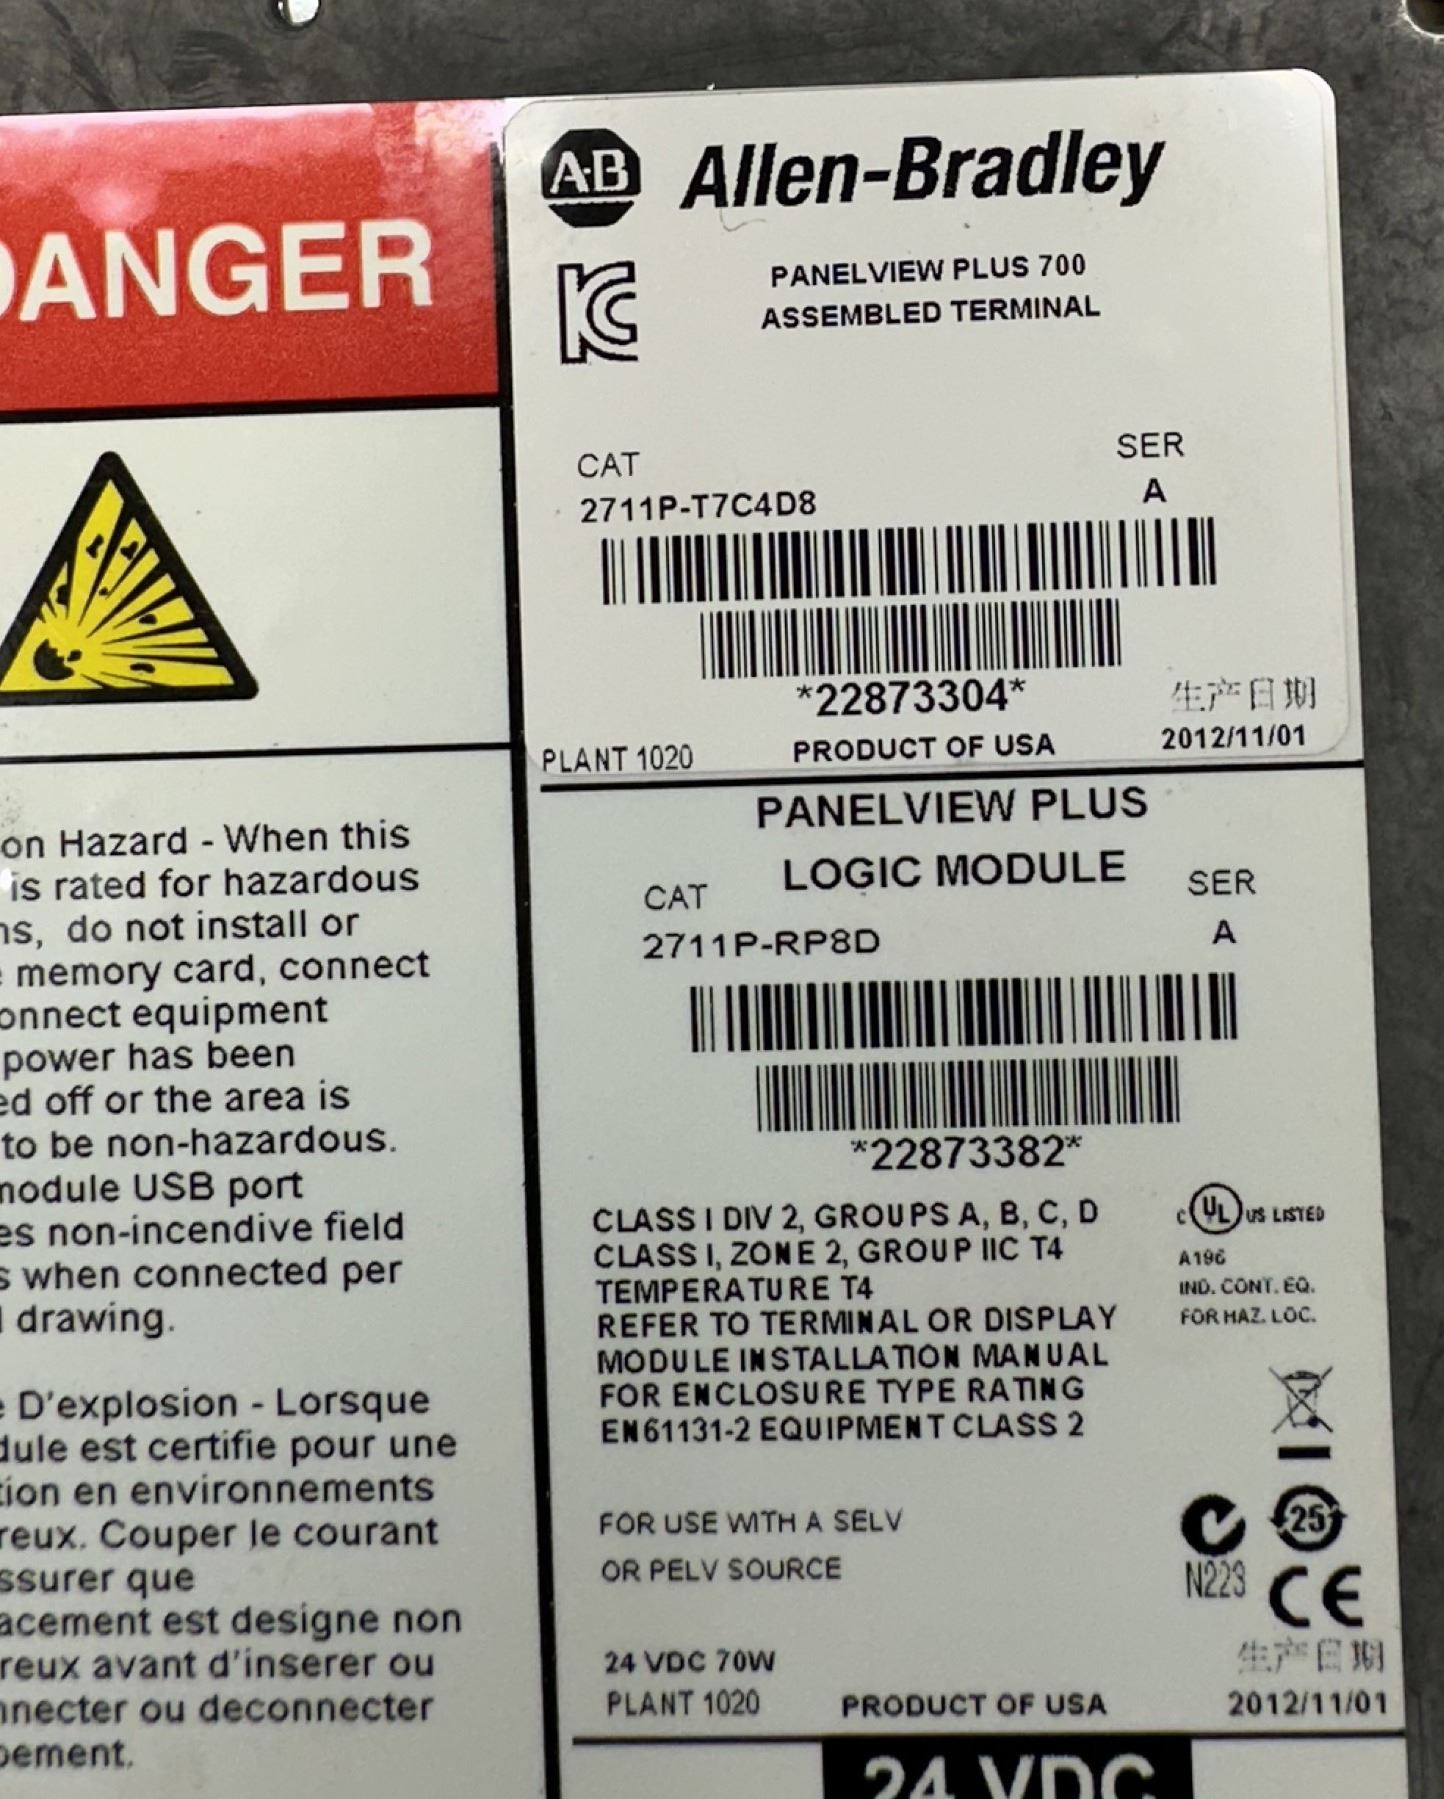 DANGER
on Hazard - When this
is rated for hazardous
ns, do not install or
memory card, connect
onnect equipment
power has been
ed off or the area is
to be non-hazardous.
module USB port
es non-incendive field
s when connected per
drawing.
D'explosion - Lorsque
dule est certifie pour une
tion en environnements
reux. Couper le courant
ssurer que
acement est designe non
reux avant d'inserer ou
nnecter ou deconnecter
pement.
A·B Allen-Bradley
PANELVIEW PLUS 700
ASSEMBLED TERMINAL
CAT SER
2711P-T7C4D8 A
*22873304*
生产日期
PLANT 1020 PRODUCT OF USA 2012/11/01
PANELVIEW PLUS
LOGIC MODULE
CAT SER
2711P-RP8D A
*22873382*
CLASS I DIV 2, GROUPS A, B, C, D
CLASS I, ZONE 2, GROUP IIC T4
TEMPERATURE T4
REFER TO TERMINAL OR DISPLAY
MODULE INSTALLATION MANUAL
FOR ENCLOSURE TYPE RATING
EN61131-2 EQUIPMENT CLASS 2
c UL US LISTED
A196
IND. CONT. EQ.
FOR HAZ. LOC.
FOR USE WITH A SELV
OR PELV SOURCE
25
N223 CE
24 VDC 70W
生产日期
PLANT 1020 PRODUCT OF USA 2012/11/01
24 VDC